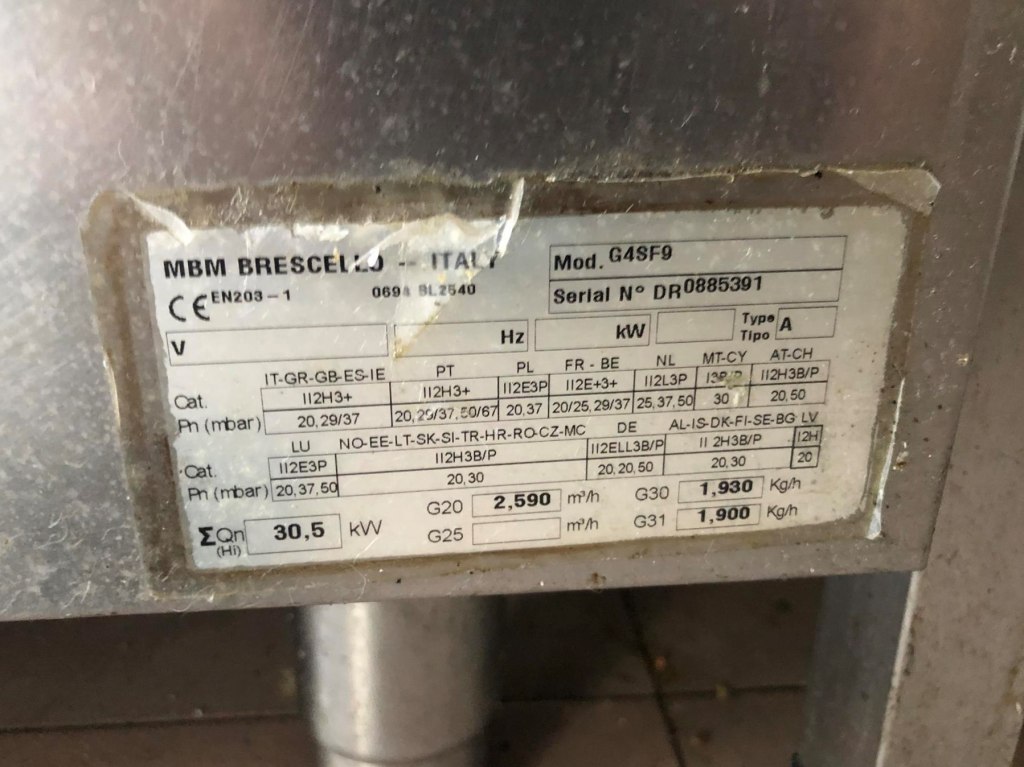 MBM BRESCELLO -- ITALY
Mod. G4SF9
CE EN203-1 0694 BL2540
Serial N° DR0885391
V Hz kW Type Tipo A
IT-GR-GB-ES-IE PT PL FR - BE NL MT-CY AT-CH
Cat. II2H3+ II2H3+ II2E3P II2E+3+ II2L3P I3B/P II2H3B/P
Pn (mbar) 20,29/37 20,29/37,50/67 20,37 20/25,29/37 25,37,50 30 20,50
LU NO-EE-LT-SK-SI-TR-HR-RO-CZ-MC DE AL-IS-DK-FI-SE-BG LV
Cat. II2E3P II2H3B/P II2ELL3B/P II 2H3B/P I2H
Pn (mbar) 20,37,50 20,30 20,20,50 20,30 20
G20 2,590 m³/h G30 1,930 Kg/h
ΣQn (Hi) 30,5 kW G25 m³/h G31 1,900 Kg/h